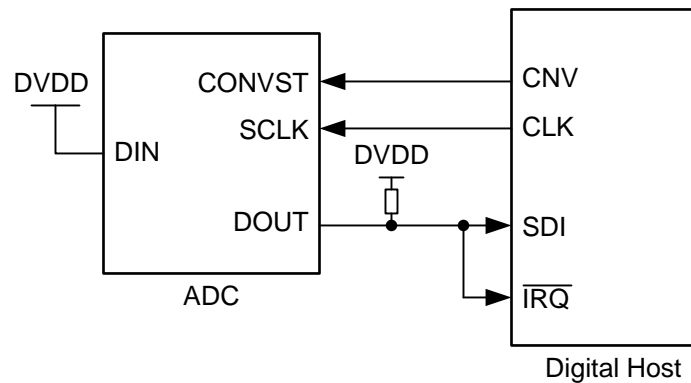 DVDD
DIN
CONVST
SCLK
DOUT
ADC
DVDD
CNV
CLK
SDI
IRQ
Digital Host